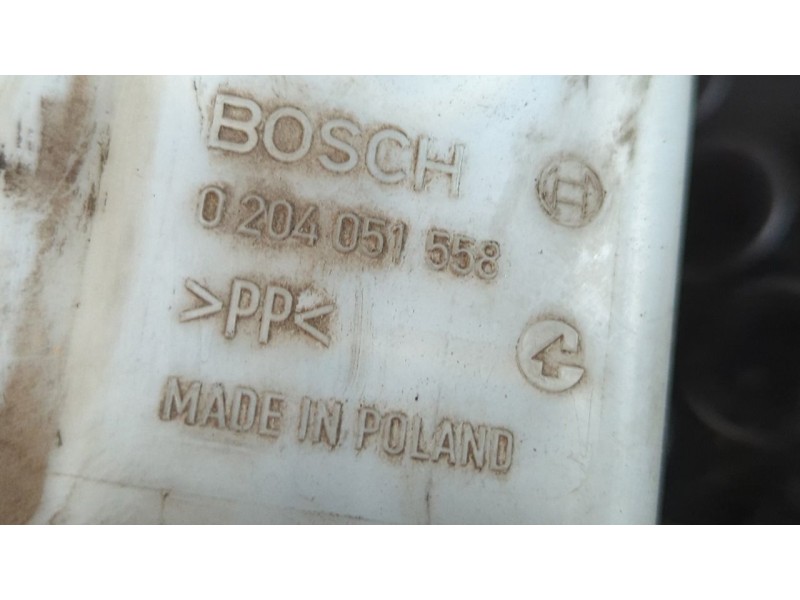 BOSCH
0 204 051 558
>PP<
MADE IN POLAND